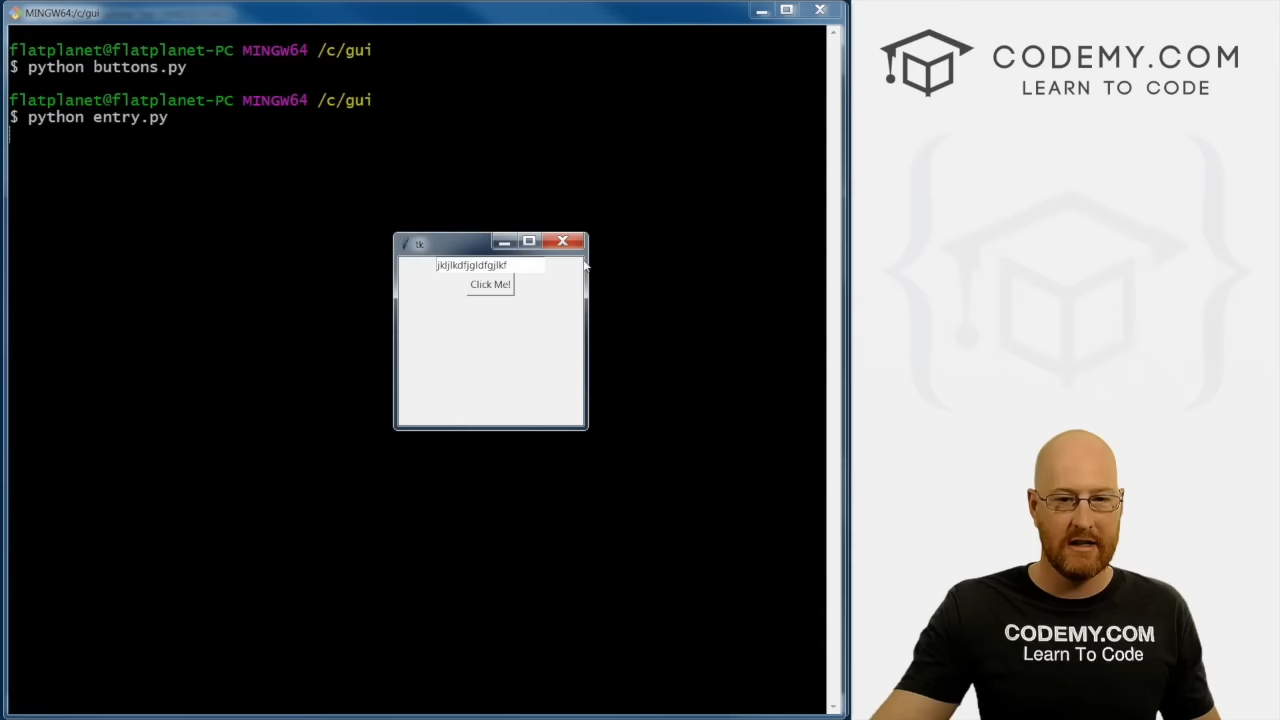 MINGW64:/c/gui
flatplanet@flatplanet-PC MINGW64 /c/gui
$ python buttons.py
flatplanet@flatplanet-PC MINGW64 /c/gui
$ python entry.py
tk
jkljlkdfjgldfgjlkf
Click Me!
CODEMY.COM
LEARN TO CODE
CODEMY.COM
Learn To Code